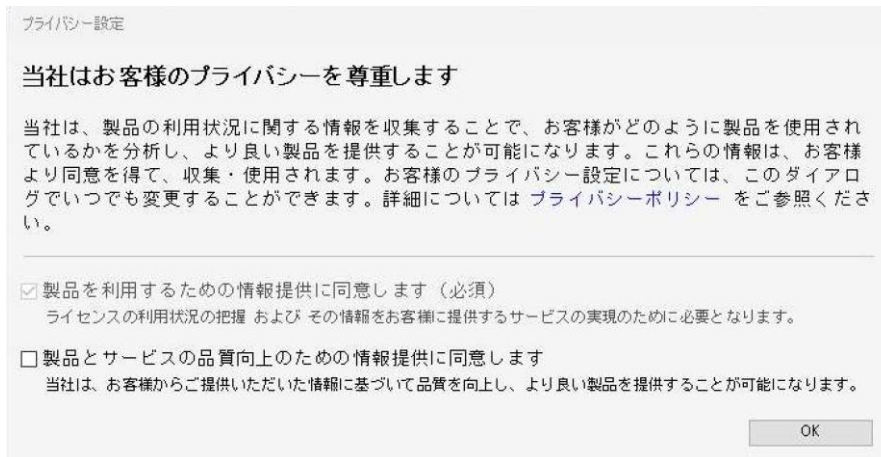 プライバシー設定
当社はお客様のプライバシーを尊重します
当社は、製品の利用状況に関する情報を収集することで、お客様がどのように製品を使用され
ているかを分析し、より良い製品を提供することが可能になります。これらの情報は、お客様
より同意を得て、収集・使用されます。お客様のプライバシー設定については、このダイアロ
グでいつでも変更することができます。詳細については プライバシーポリシー をご参照くださ
い。
製品を利用するための情報提供に同意します（必須）
ライセンスの利用状況の把握 および その情報をお客様に提供するサービスの実現のために必要となります。
製品とサービスの品質向上のための情報提供に同意します
当社は、お客様からご提供いただいた情報に基づいて品質を向上し、より良い製品を提供することが可能になります。
OK